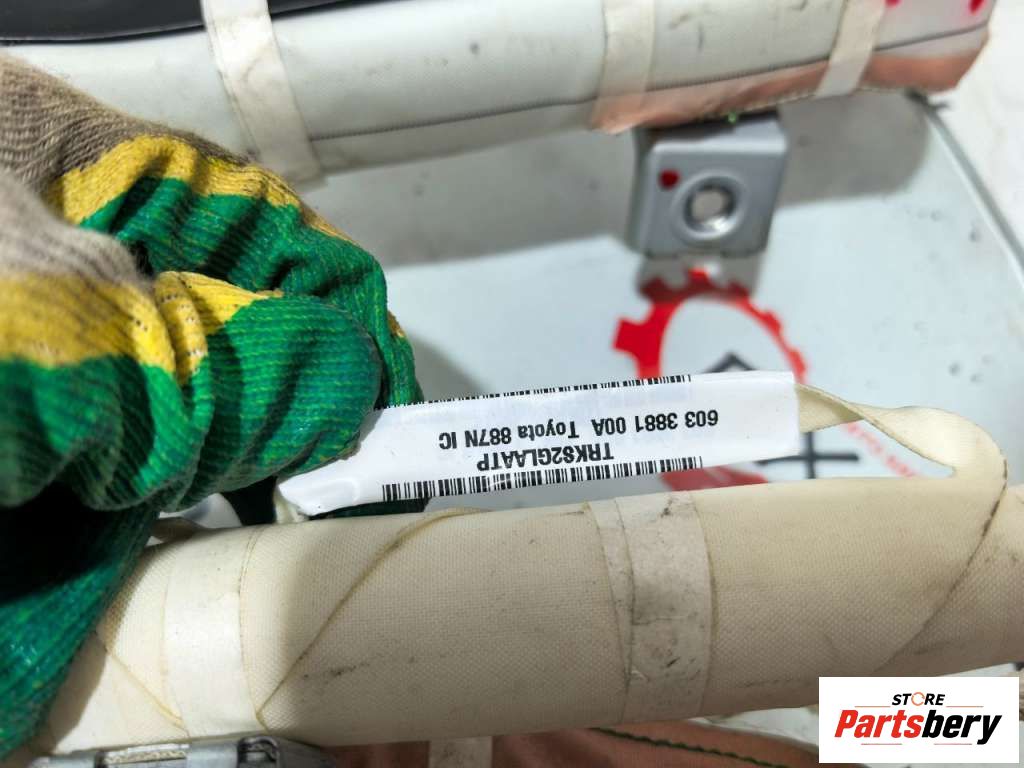 603 3881 00A Toyota 887N IC
TRKS2GLAATP
STORE
Partsbery